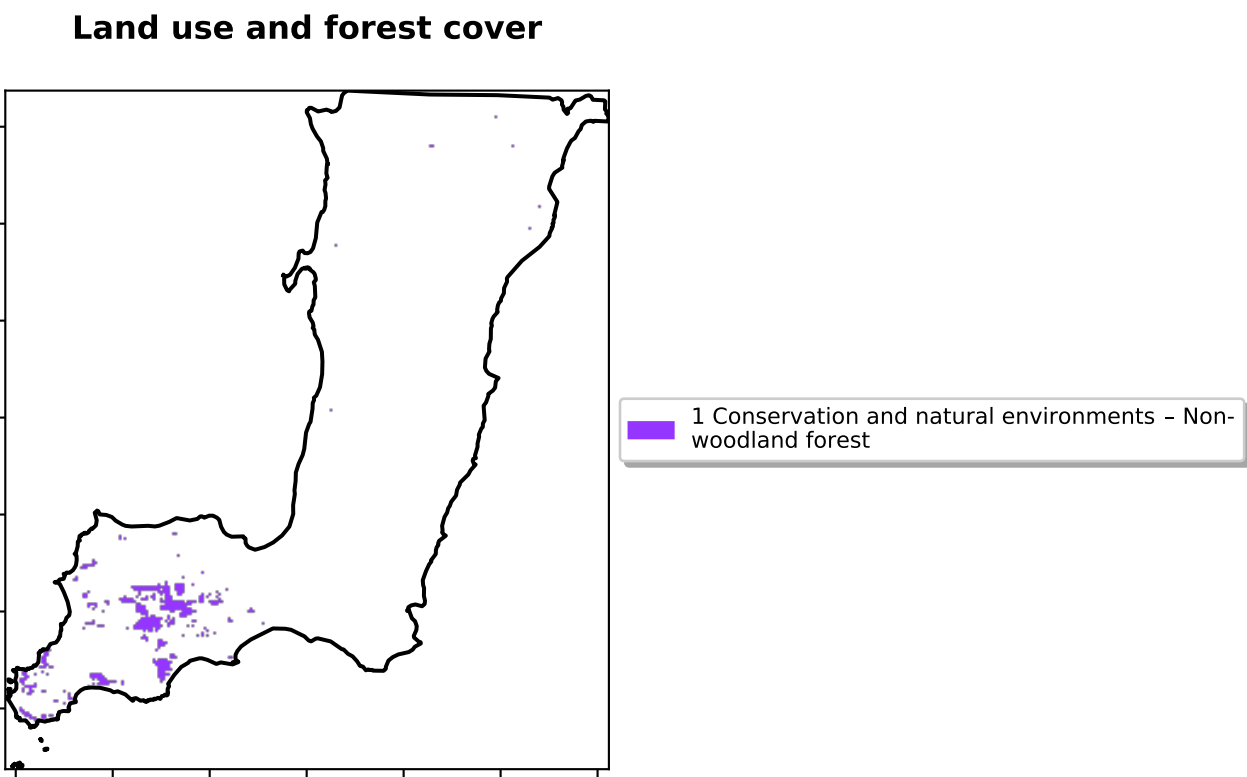 Land use and forest cover
1 Conservation and natural environments – Non-
woodland forest